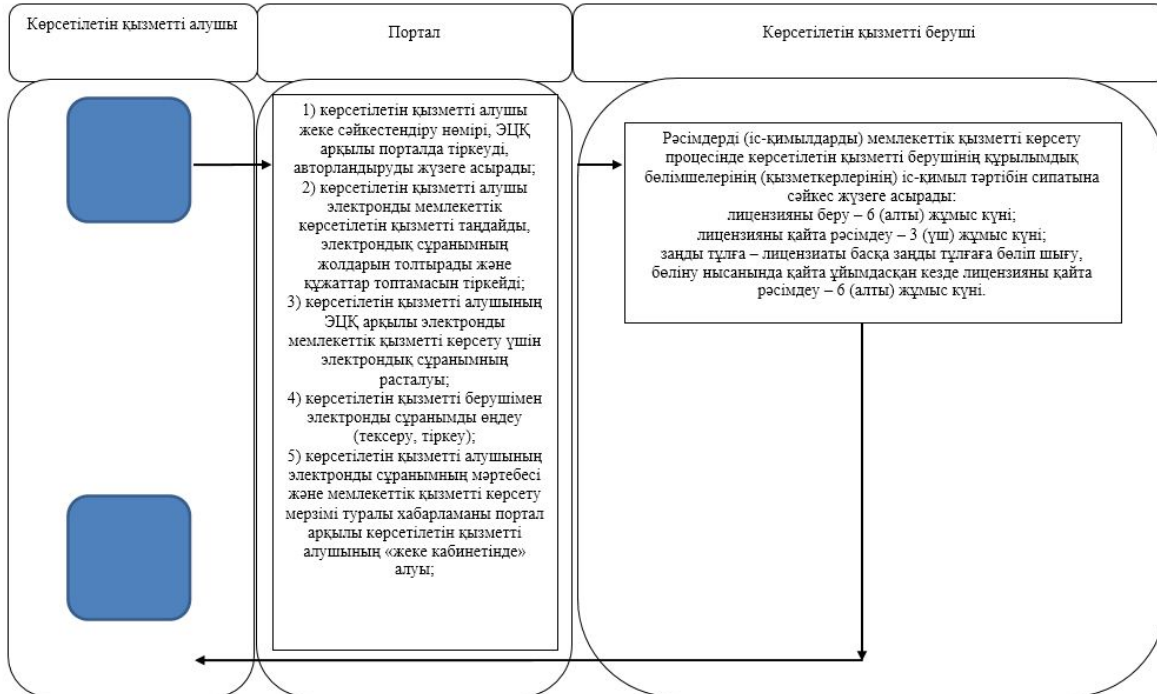 Көрсетілетін қызметті алушы
Портал
Көрсетілетін қызметті беруші
1) көрсетілетін қызметті алушы
жеке сәйкестендіру нөмірі, ЭЦҚ
арқылы порталда тіркеуді,
авторландыруды жүзеге асырады;
2) көрсетілетін қызметті алушы
электронды мемлекеттік
көрсетілетін қызметті таңдайды,
электрондық сұранымның
жолдарын толтырады және
құжаттар топтамасын тіркейді;
3) көрсетілетін қызметті алушының
ЭЦҚ арқылы электронды
мемлекеттік қызметті көрсету үшін
электрондық сұранымның
расталуы;
4) көрсетілетін қызметті берушімен
электронды сұранымды өңдеу
(тексеру, тіркеу);
5) көрсетілетін қызметті алушының
электронды сұранымның мәртебесі
және мемлекеттік қызметті көрсету
мерзімі туралы хабарламаны портал
арқылы көрсетілетін қызметті
алушының «жеке кабинетінде»
алуы;
Рәсімдерді (іс-қимылдарды) мемлекеттік қызметті көрсету
процесінде көрсетілетін қызметті берушінің құрылымдық
бөлімшелерінің (қызметкерлерінің) іс-қимыл тәртібін сипатына
сәйкес жүзеге асырады:
лицензияны беру – 6 (алты) жұмыс күні;
лицензияны қайта рәсімдеу – 3 (үш) жұмыс күні;
заңды тұлға – лицензиаты басқа заңды тұлғаға бөліп шығу,
бөліну нысанында қайта ұйымдасқан кезде лицензияны қайта
рәсімдеу – 6 (алты) жұмыс күні.